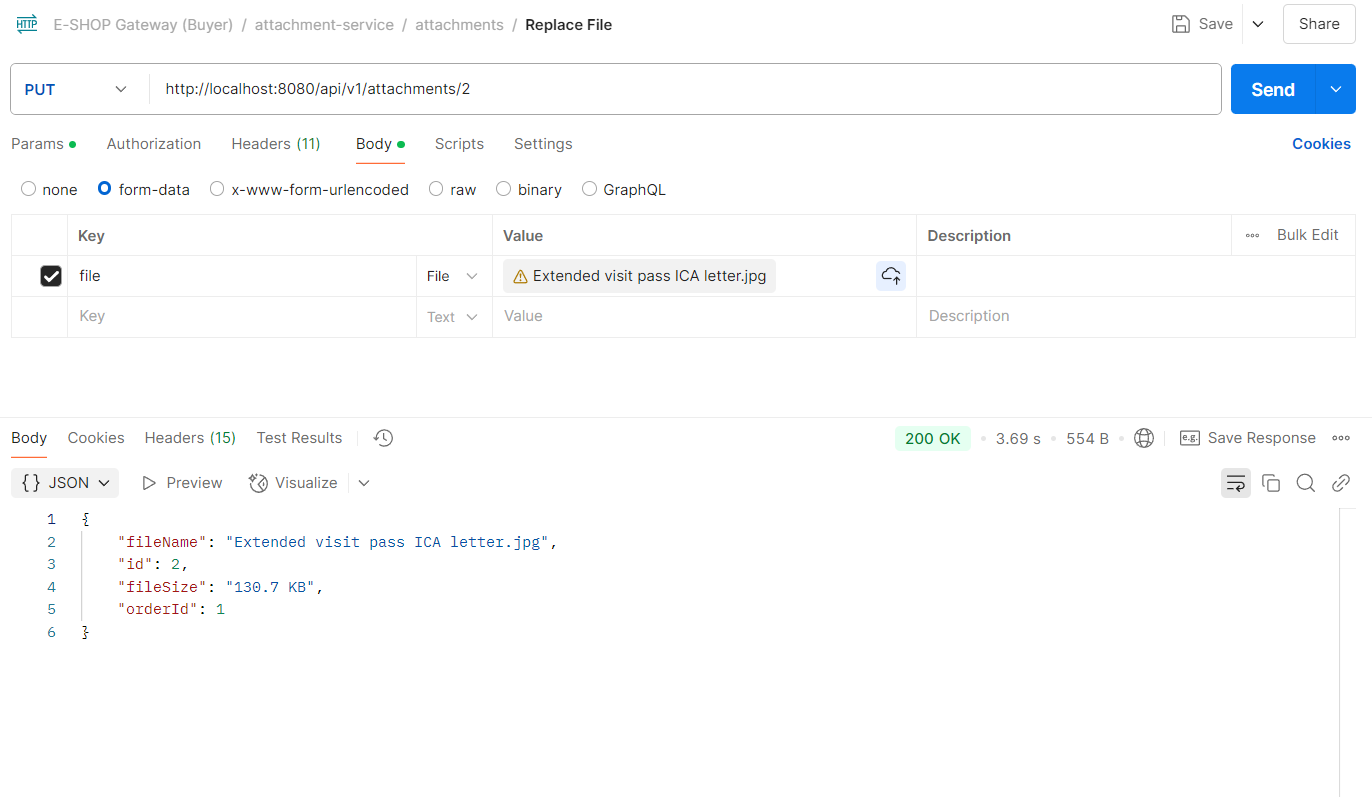 HTTP E-SHOP Gateway (Buyer) / attachment-service / attachments / Replace File Save Share
PUT http://localhost:8080/api/v1/attachments/2 Send
Params Authorization Headers (11) Body Scripts Settings Cookies
none form-data x-www-form-urlencoded raw binary GraphQL
Key Value Description Bulk Edit
file File Extended visit pass ICA letter.jpg
Key Text Value Description
Body Cookies Headers (15) Test Results 200 OK 3.69 s 554 B e.g. Save Response
{} JSON Preview Visualize
1 {
2 "fileName": "Extended visit pass ICA letter.jpg",
3 "id": 2,
4 "fileSize": "130.7 KB",
5 "orderId": 1
6 }